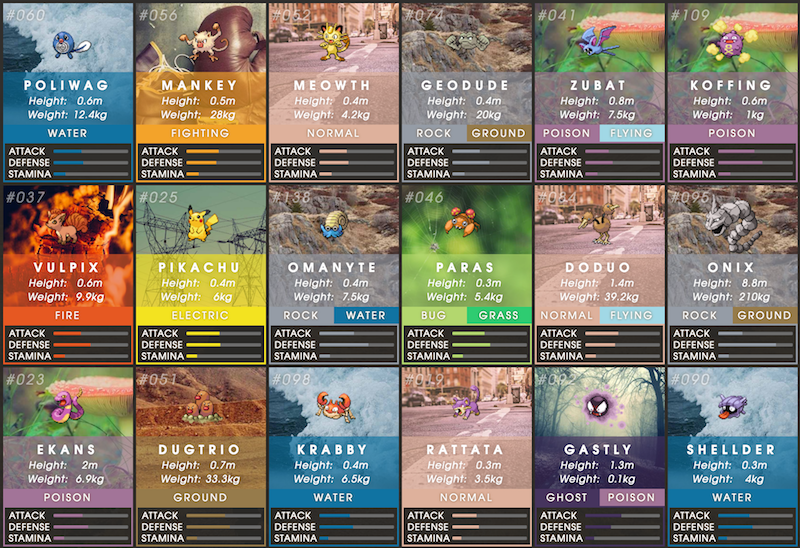 #060
POLIWAG
Height: 0.6m
Weight: 12.4kg
WATER
ATTACK
DEFENSE
STAMINA
#056
MANKEY
Height: 0.5m
Weight: 28kg
FIGHTING
ATTACK
DEFENSE
STAMINA
#052
MEOWTH
Height: 0.4m
Weight: 4.2kg
NORMAL
ATTACK
DEFENSE
STAMINA
#074
GEODUDE
Height: 0.4m
Weight: 20kg
ROCK GROUND
ATTACK
DEFENSE
STAMINA
#041
ZUBAT
Height: 0.8m
Weight: 7.5kg
POISON FLYING
ATTACK
DEFENSE
STAMINA
#109
KOFFING
Height: 0.6m
Weight: 1kg
POISON
ATTACK
DEFENSE
STAMINA
#037
VULPIX
Height: 0.6m
Weight: 9.9kg
FIRE
ATTACK
DEFENSE
STAMINA
#025
PIKACHU
Height: 0.4m
Weight: 6kg
ELECTRIC
ATTACK
DEFENSE
STAMINA
#138
OMANYTE
Height: 0.4m
Weight: 7.5kg
ROCK WATER
ATTACK
DEFENSE
STAMINA
#046
PARAS
Height: 0.3m
Weight: 5.4kg
BUG GRASS
ATTACK
DEFENSE
STAMINA
#084
DODUO
Height: 1.4m
Weight: 39.2kg
NORMAL FLYING
ATTACK
DEFENSE
STAMINA
#095
ONIX
Height: 8.8m
Weight: 210kg
ROCK GROUND
ATTACK
DEFENSE
STAMINA
#023
EKANS
Height: 2m
Weight: 6.9kg
POISON
ATTACK
DEFENSE
STAMINA
#051
DUGTRIO
Height: 0.7m
Weight: 33.3kg
GROUND
ATTACK
DEFENSE
STAMINA
#098
KRABBY
Height: 0.4m
Weight: 6.5kg
WATER
ATTACK
DEFENSE
STAMINA
#019
RATTATA
Height: 0.3m
Weight: 3.5kg
NORMAL
ATTACK
DEFENSE
STAMINA
#092
GASTLY
Height: 1.3m
Weight: 0.1kg
GHOST POISON
ATTACK
DEFENSE
STAMINA
#090
SHELLDER
Height: 0.3m
Weight: 4kg
WATER
ATTACK
DEFENSE
STAMINA